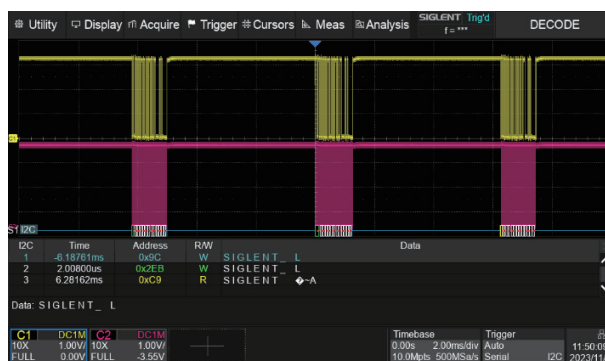 Utility Display Acquire Trigger Cursors Meas Analysis SIGLENT Trig'd DECODE
f = ***
C1
S1 I2C
I2C Time Address R/W Data
1 -6.18761ms 0x9C W SIGLENT_ L
2 2.00800us 0x2EB W SIGLENT_ L
3 6.28162ms 0xC9 R SIGLENT �~A
Data: SIGLENT_ L
C1 DC1M C2 DC1M Timebase Trigger
10X 1.00V/ 10X 1.00V/ 0.00s 2.00ms/div Auto 11:50:09
FULL 0.00V FULL -3.55V 10.0Mpts 500MSa/s Serial I2C 2023/11